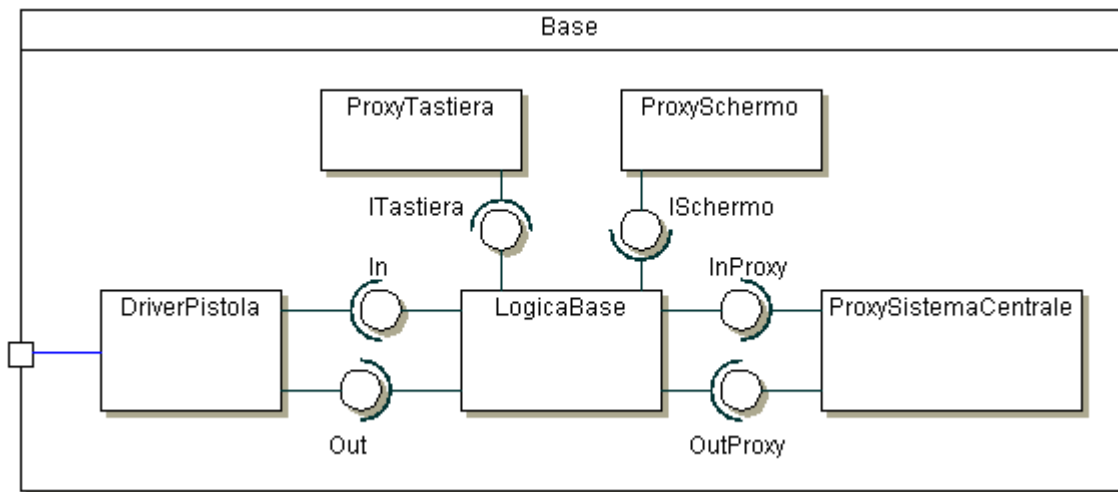 Base
ProxyTastiera
ProxySchermo
ITastiera
ISchermo
In
InProxy
DriverPistola
LogicaBase
ProxySistemaCentrale
Out
OutProxy